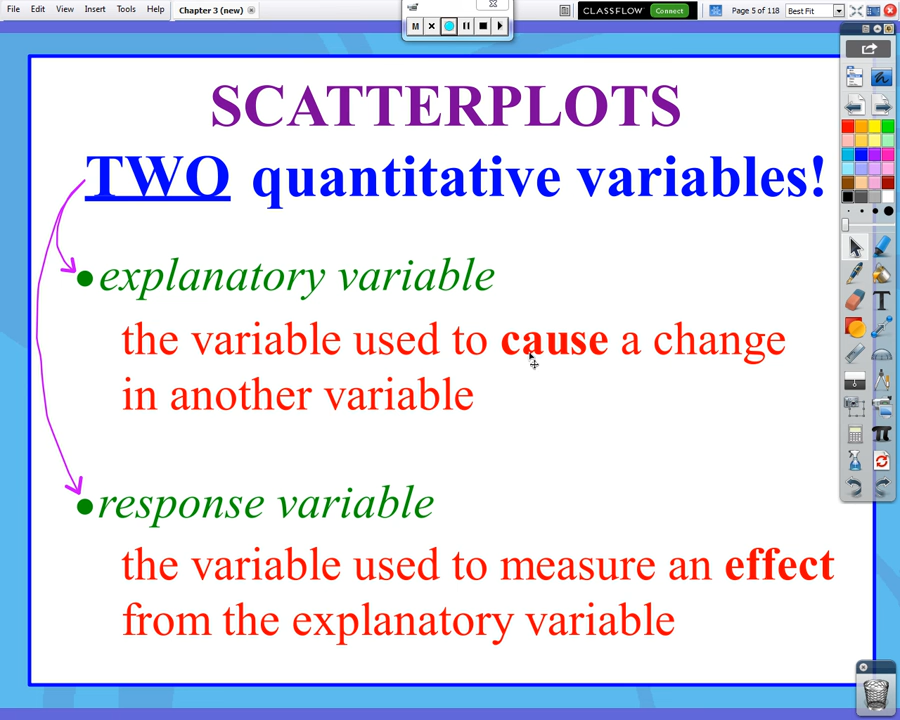 File Edit View Insert Tools Help Chapter 3 (new) CLASSFLOW Connect Page 5 of 118 Best Fit
M
SCATTERPLOTS
TWO quantitative variables!
•explanatory variable
the variable used to cause a change
in another variable
•response variable
the variable used to measure an effect
from the explanatory variable